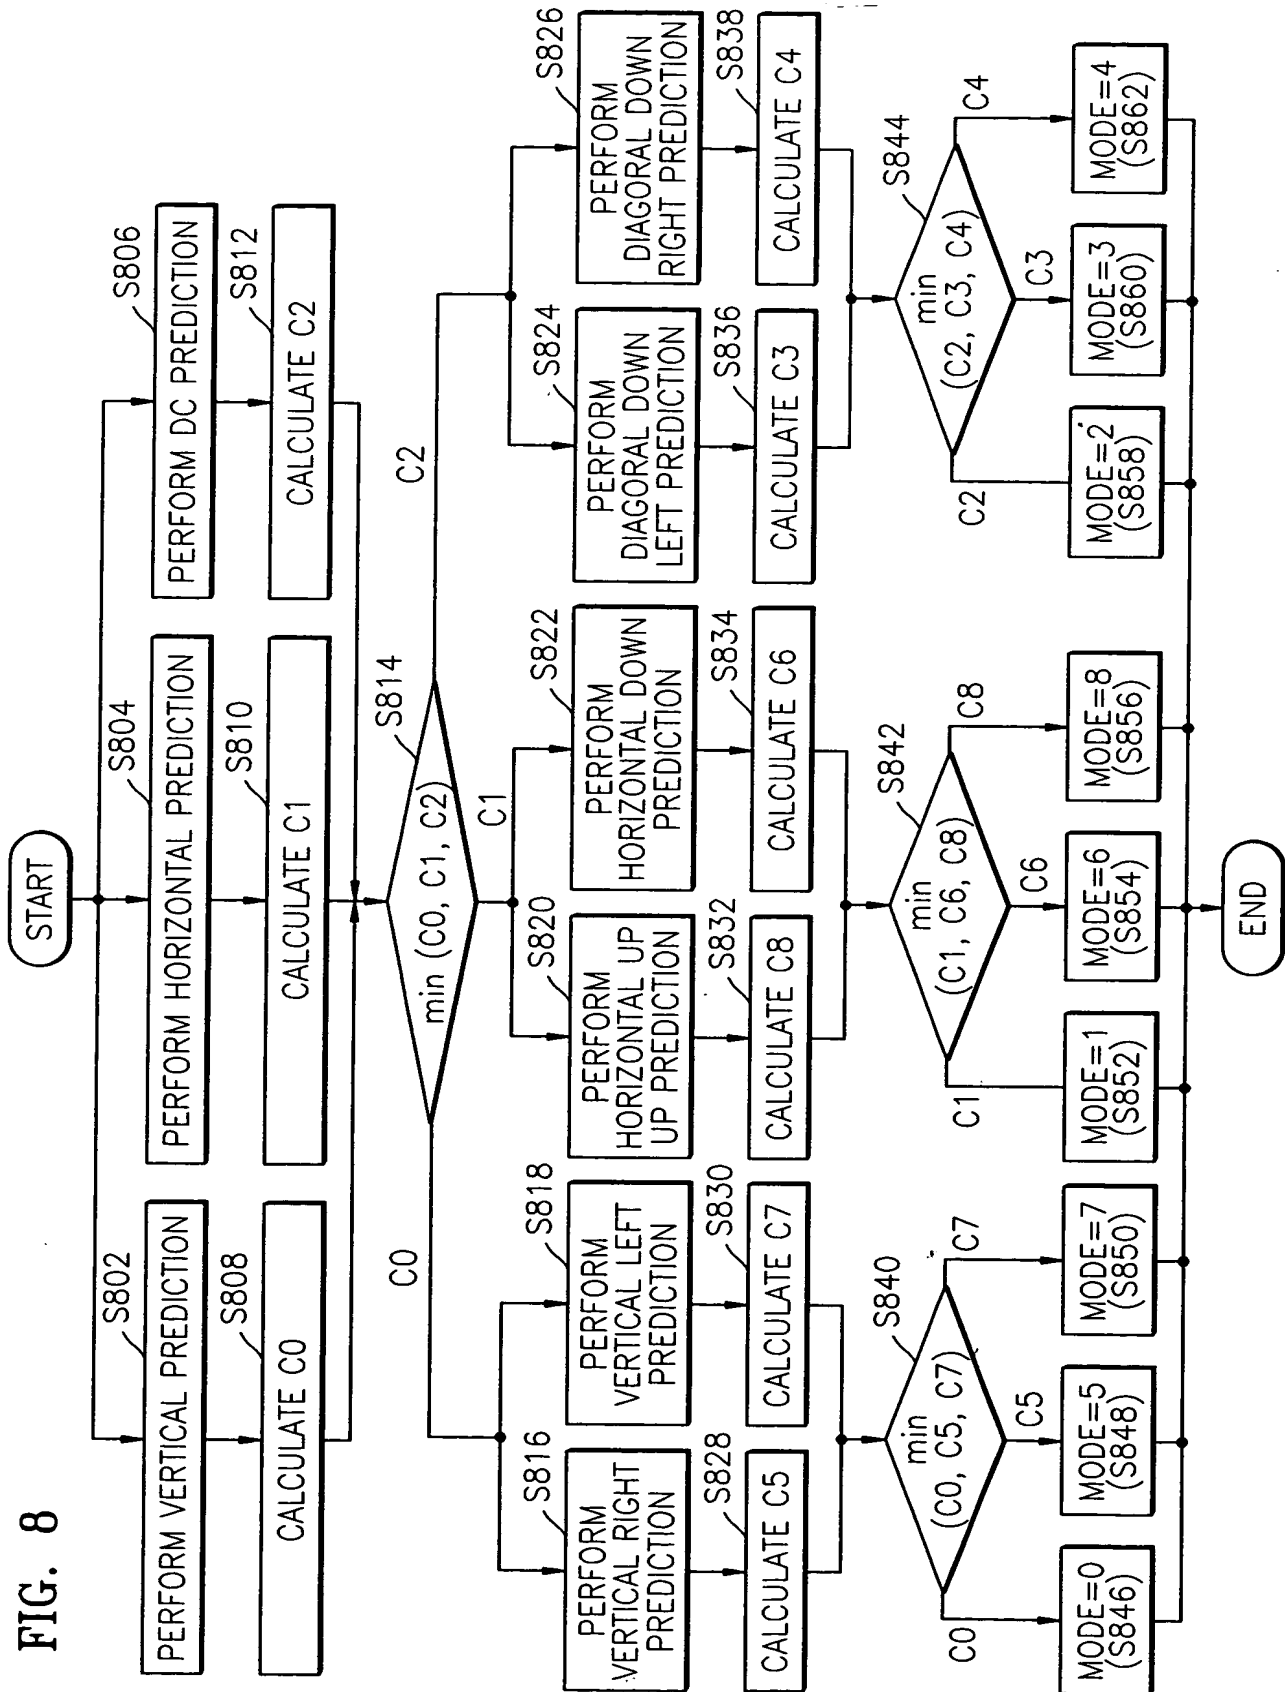 FIG. 8
START
S802
PERFORM VERTICAL PREDICTION
S804
PERFORM HORIZONTAL PREDICTION
S806
PERFORM DC PREDICTION
S808
CALCULATE C0
S810
CALCULATE C1
S812
CALCULATE C2
S814
min (C0, C1, C2)
C0
C1
C2
S816
PERFORM
VERTICAL RIGHT
PREDICTION
S818
PERFORM
VERTICAL LEFT
PREDICTION
S820
PERFORM
HORIZONTAL UP
UP PREDICTION
S822
PERFORM
HORIZONTAL DOWN
PREDICTION
S824
PERFORM
DIAGORAL DOWN
LEFT PREDICTION
S826
PERFORM
DIAGORAL DOWN
RIGHT PREDICTION
S828
CALCULATE C5
S830
CALCULATE C7
S832
CALCULATE C8
S834
CALCULATE C6
S836
CALCULATE C3
S838
CALCULATE C4
S840
min
(C0, C5, C7)
C0
C5
C7
S842
min
(C1, C6, C8)
C1
C6
C8
S844
min
(C2, C3, C4)
C2
C3
C4
MODE=0
(S846)
MODE=5
(S848)
MODE=7
(S850)
MODE=1
(S852)
MODE=6
(S854)
MODE=8
(S856)
MODE=2
(S858)
MODE=3
(S860)
MODE=4
(S862)
END